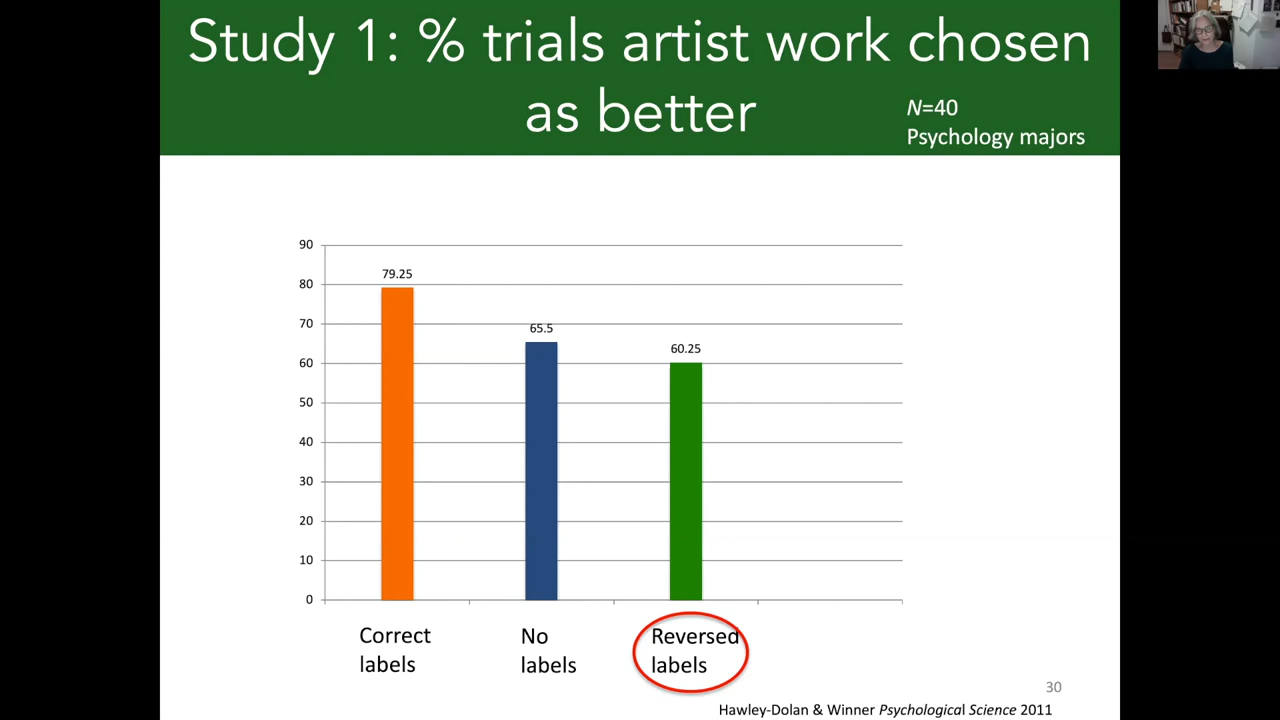 Study 1: % trials artist work chosen
as better
N=40
Psychology majors
90
80
70
60
50
40
30
20
10
0
79.25
65.5
60.25
Correct
labels
No
labels
Reversed
labels
30
Hawley-Dolan & Winner Psychological Science 2011